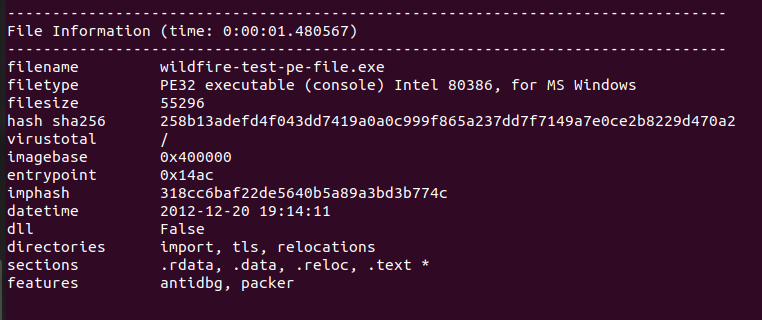 --------------------------------------------------------------------------------
File Information (time: 0:00:01.480567)
--------------------------------------------------------------------------------
filename         wildfire-test-pe-file.exe
filetype         PE32 executable (console) Intel 80386, for MS Windows
filesize         55296
hash sha256      258b13adefd4f043dd7419a0a0c999f865a237dd7f7149a7e0ce2b8229d470a2
virustotal       /
imagebase        0x400000
entrypoint       0x14ac
imphash          318cc6baf22de5640b5a89a3bd3b774c
datetime         2012-12-20 19:14:11
dll              False
directories      import, tls, relocations
sections         .rdata, .data, .reloc, .text *
features         antidbg, packer